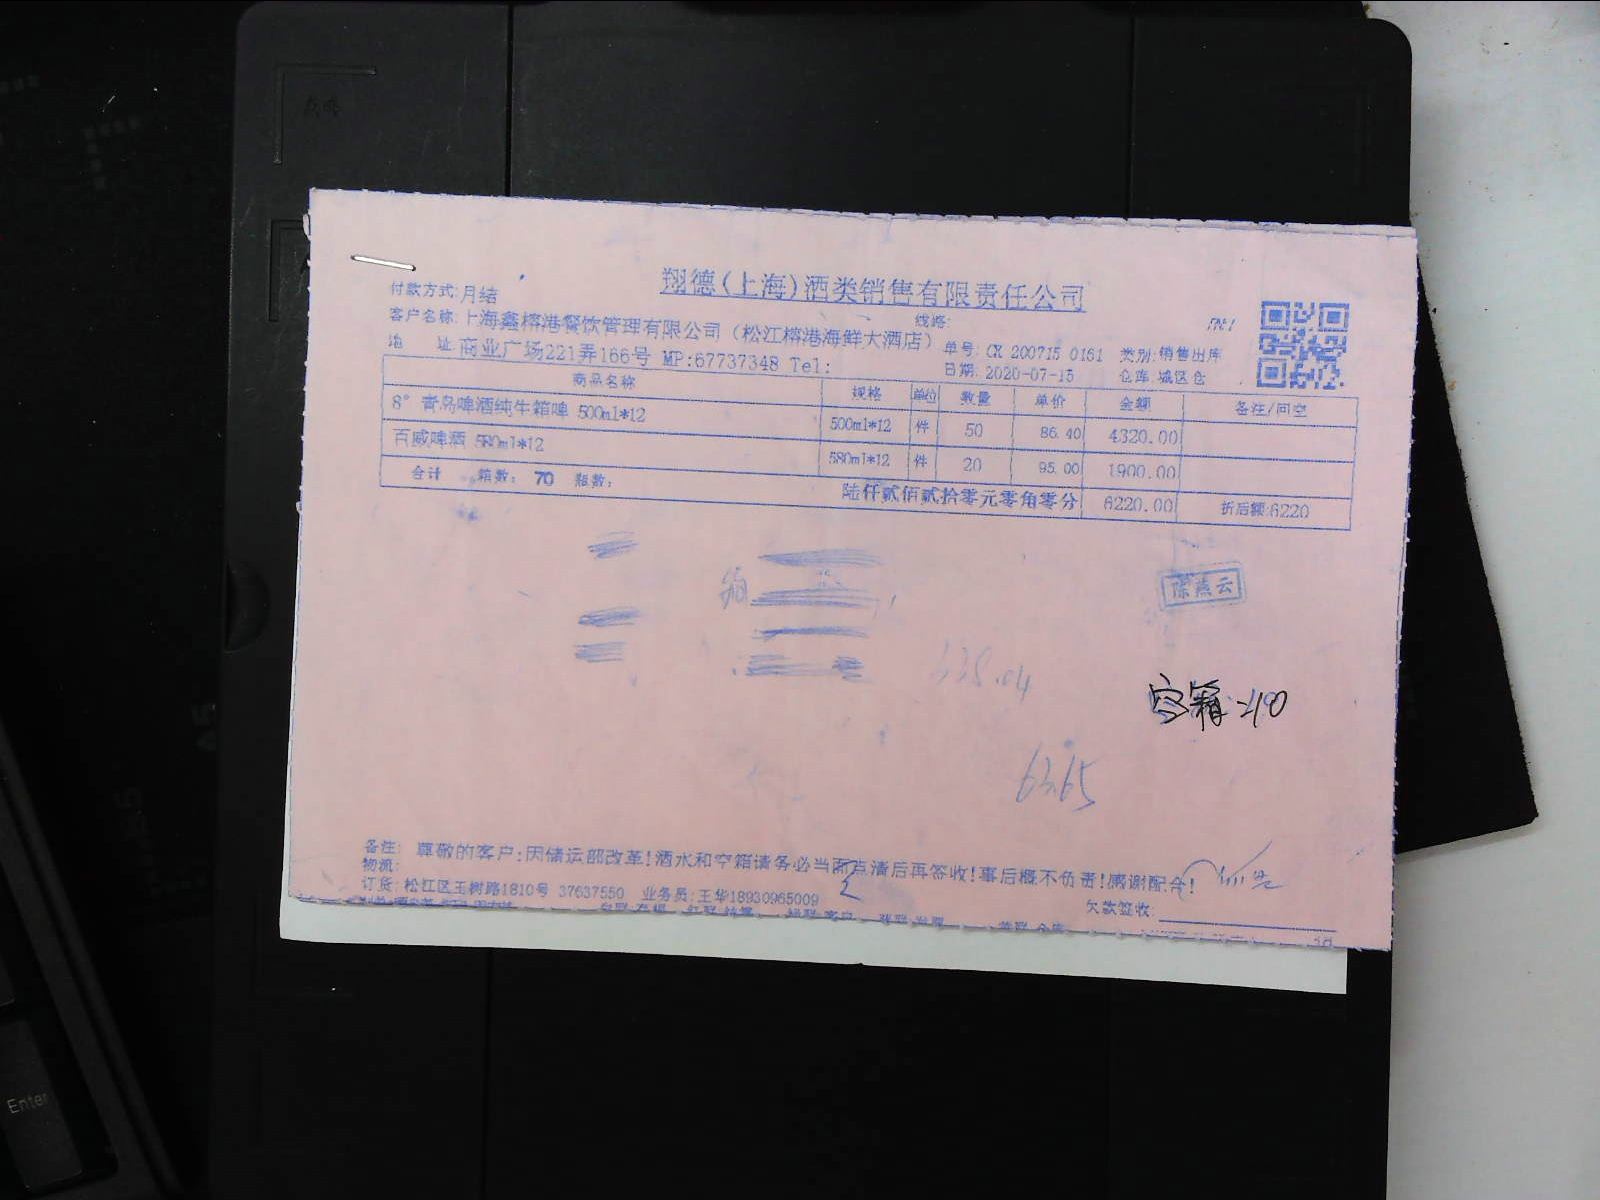 翔德(上海)酒类销售有限责任公司
付款方式:月结
客户名称:上海鑫榕港餐饮管理有限公司（松江榕港海鲜大酒店）
线路:
地 址:商业广场221弄166号 MP:67737348 Tel:
单号:CK 200715 0161 类别:销售出库
日期:2020-07-15 仓库:城区仓
商品名称 规格 单位 数量 单价 金额 备注/回空
8° 青岛啤酒纯牛箱啤 500ml*12 500ml*12 件 50 86.40 4320.00
百威啤酒 580ml*12 580ml*12 件 20 95.00 1900.00
合计 箱数: 70 瓶数: 陆仟贰佰贰拾零元零角零分 6220.00 折后额:6220
陈燕云
338.04
空箱:210
6365
备注: 尊敬的客户:因储运部改革!酒水和空箱请务必当面点清后再签收!事后概不负责!感谢配合!
物流:
订货:松江区玉树路1810号 37637550 业务员:王华18930965009
欠款签收:
Enter